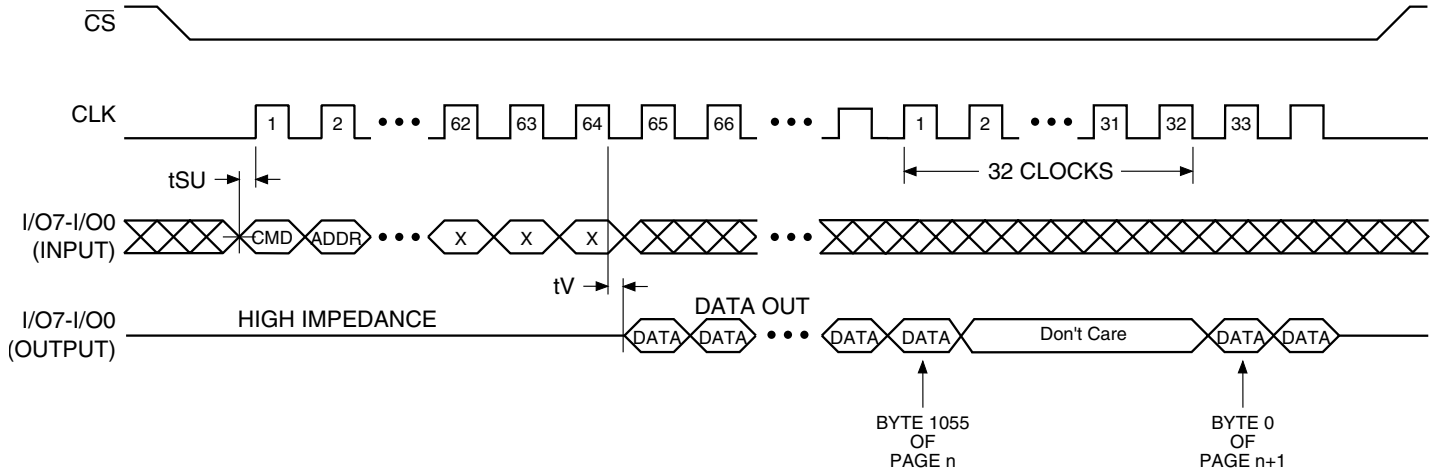 CS
CLK
1 2 ••• 62 63 64 65 66 ••• 1 2 ••• 31 32 33
tSU
32 CLOCKS
I/O7-I/O0
(INPUT)
CMD ADDR ••• X X X •••
tV
I/O7-I/O0
(OUTPUT)
HIGH IMPEDANCE
DATA OUT
DATA DATA ••• DATA DATA Don't Care DATA DATA
BYTE 1055
OF
PAGE n
BYTE 0
OF
PAGE n+1